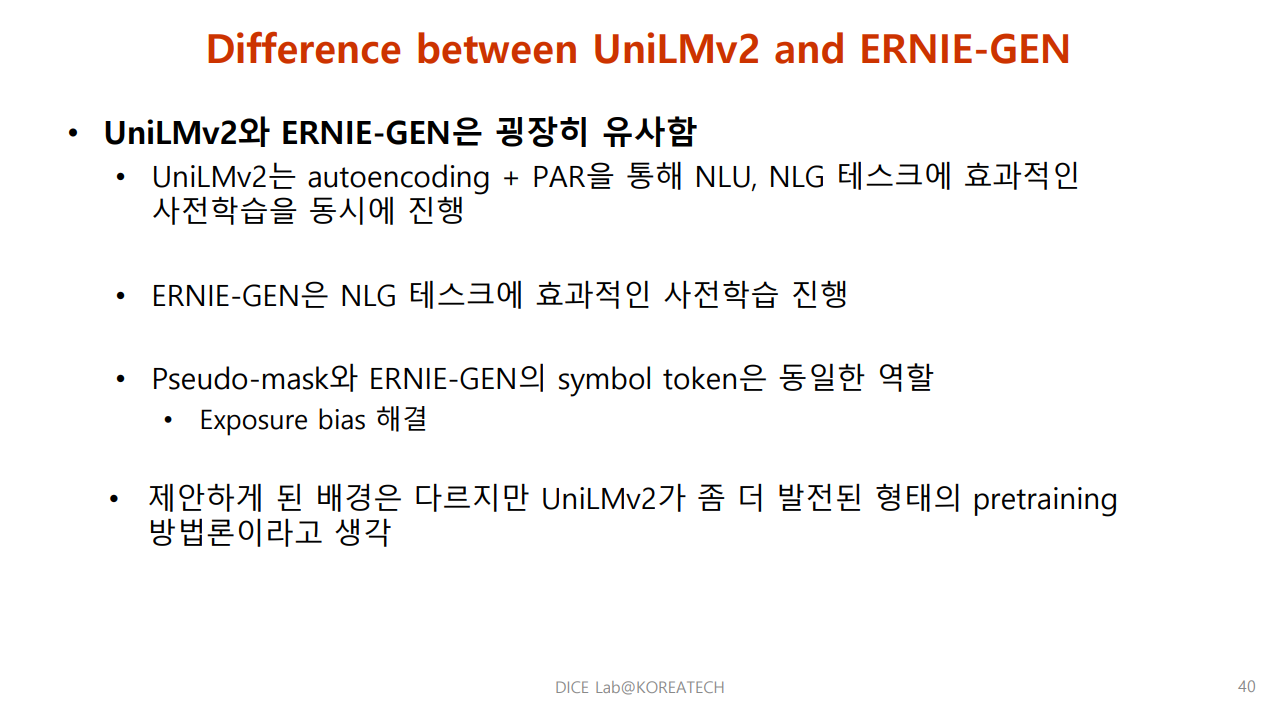 Difference between UniLMv2 and ERNIE-GEN
• UniLMv2와 ERNIE-GEN은 굉장히 유사함
• UniLMv2는 autoencoding + PAR을 통해 NLU, NLG 테스크에 효과적인
사전학습을 동시에 진행
• ERNIE-GEN은 NLG 테스크에 효과적인 사전학습 진행
• Pseudo-mask와 ERNIE-GEN의 symbol token은 동일한 역할
• Exposure bias 해결
• 제안하게 된 배경은 다르지만 UniLMv2가 좀 더 발전된 형태의 pretraining
방법론이라고 생각
DICE Lab@KOREATECH
40